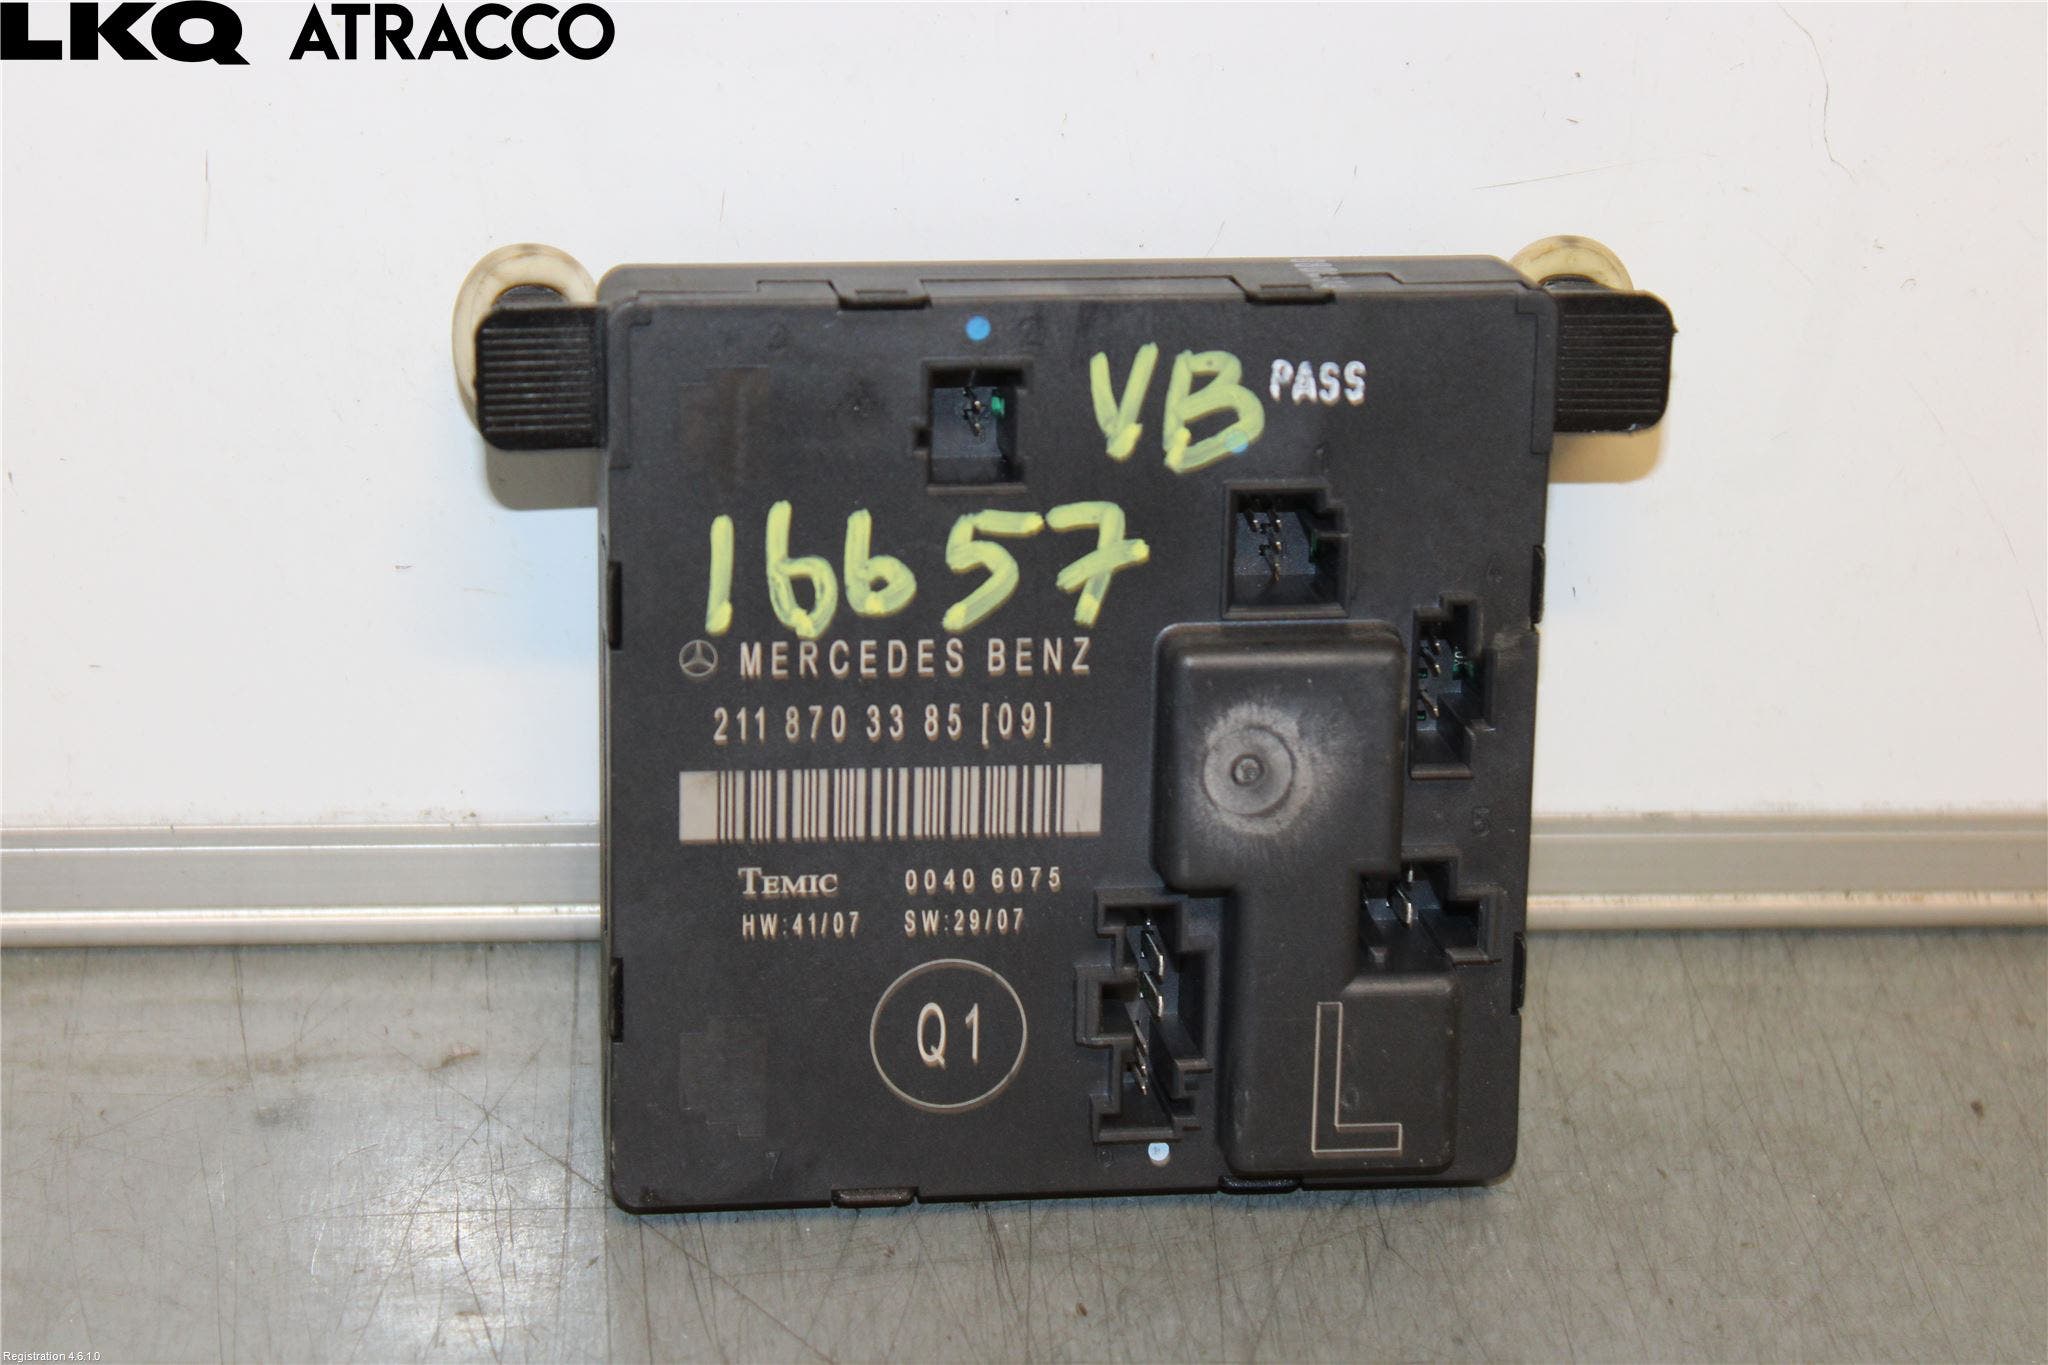 LKQ ATRACCO
VB PASS
16657
MERCEDES BENZ
211 870 33 85 [09]
TEMIC 0040 6075
HW:41/07 SW:29/07
Q1
L
7
Registration 4.6.1.0